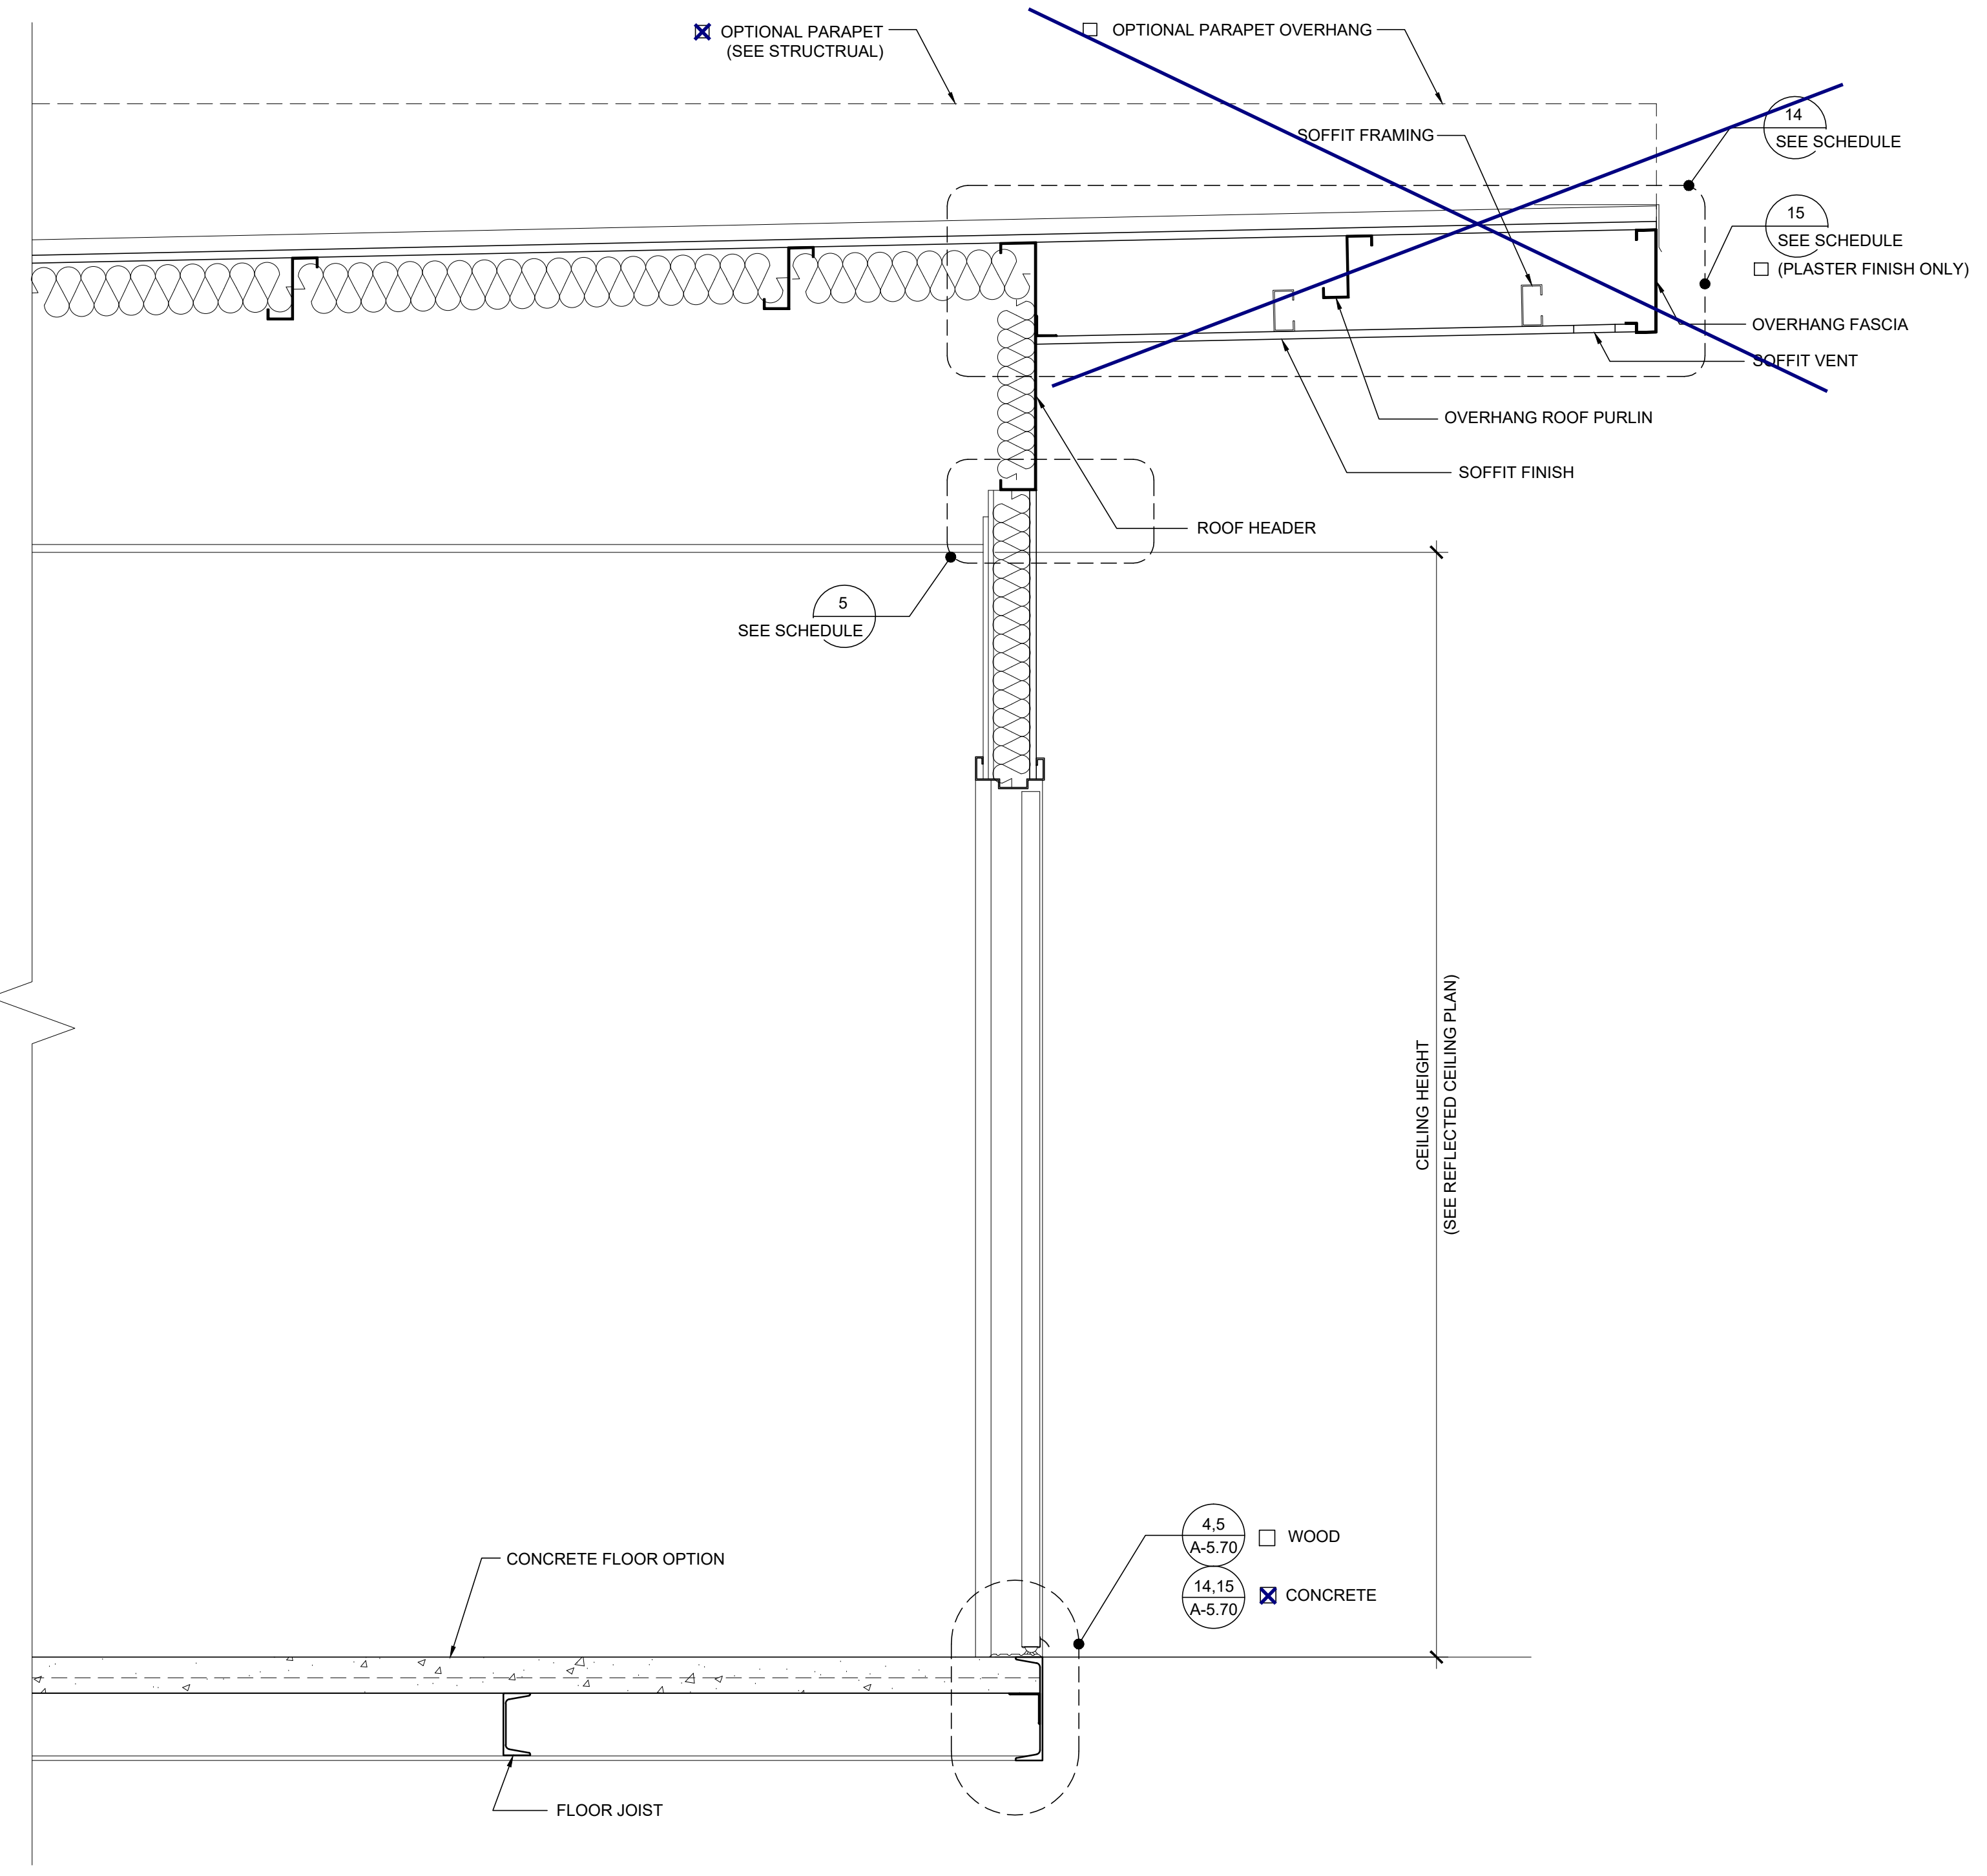 OPTIONAL PARAPET
(SEE STRUCTRUAL)
OPTIONAL PARAPET OVERHANG
SOFFIT FRAMING
14
SEE SCHEDULE
15
SEE SCHEDULE
(PLASTER FINISH ONLY)
OVERHANG FASCIA
SOFFIT VENT
OVERHANG ROOF PURLIN
SOFFIT FINISH
ROOF HEADER
5
SEE SCHEDULE
CEILING HEIGHT
(SEE REFLECTED CEILING PLAN)
4,5
A-5.70
WOOD
14,15
A-5.70
CONCRETE
CONCRETE FLOOR OPTION
FLOOR JOIST